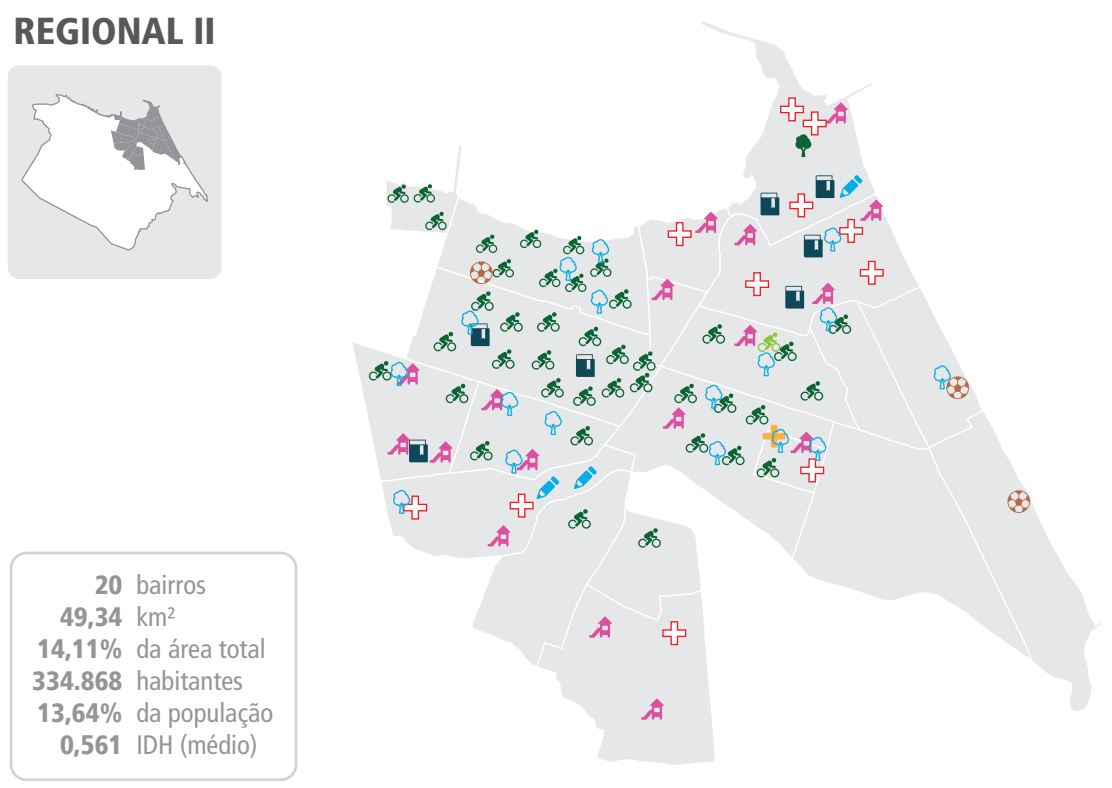 REGIONAL II
20 bairros
49,34 km²
14,11% da área total
334.868 habitantes
13,64% da população
0,561 IDH (médio)